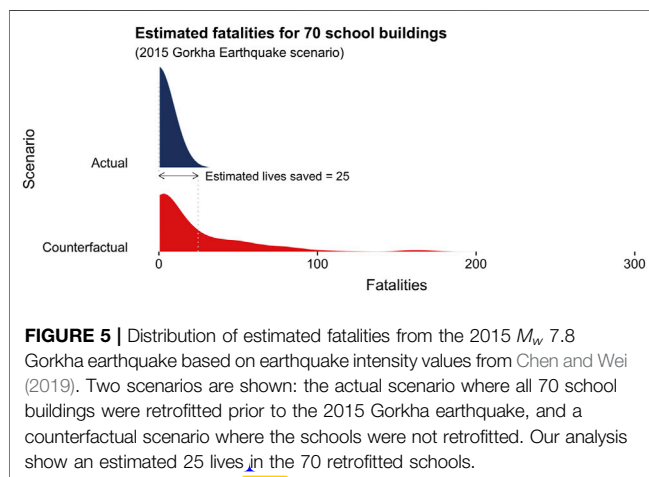 Estimated fatalities for 70 school buildings
(2015 Gorkha Earthquake scenario)
Scenario
Actual
Estimated lives saved = 25
Counterfactual
0 100 200 300
Fatalities
FIGURE 5 | Distribution of estimated fatalities from the 2015 Mw 7.8
Gorkha earthquake based on earthquake intensity values from Chen and Wei
(2019). Two scenarios are shown: the actual scenario where all 70 school
buildings were retrofitted prior to the 2015 Gorkha earthquake, and a
counterfactual scenario where the schools were not retrofitted. Our analysis
show an estimated 25 lives in the 70 retrofitted schools.